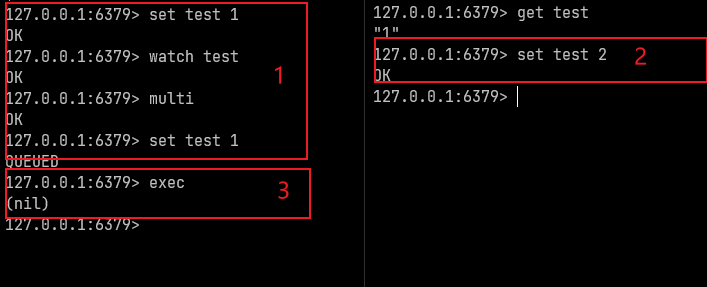 127.0.0.1:6379> set test 1
OK
127.0.0.1:6379> watch test
OK
127.0.0.1:6379> multi
OK
127.0.0.1:6379> set test 1
QUEUED
1
127.0.0.1:6379> exec
(nil)
3
127.0.0.1:6379>
127.0.0.1:6379> get test
"1"
127.0.0.1:6379> set test 2
OK
2
127.0.0.1:6379>